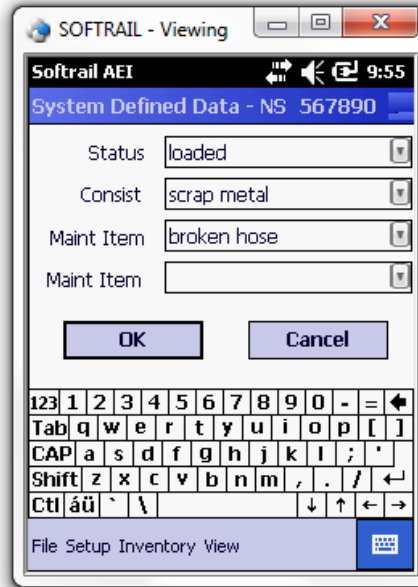 SOFTRAIL - Viewing
Softrail AEI 9:55
System Defined Data - NS 567890
Status loaded
Consist scrap metal
Maint Item broken hose
Maint Item
OK Cancel
123 1 2 3 4 5 6 7 8 9 0 - =
Tab q w e r t y u i o p [ ]
CAP a s d f g h j k l ; '
Shift z x c v b n m , . /
Ctl áü ` \
File Setup Inventory View